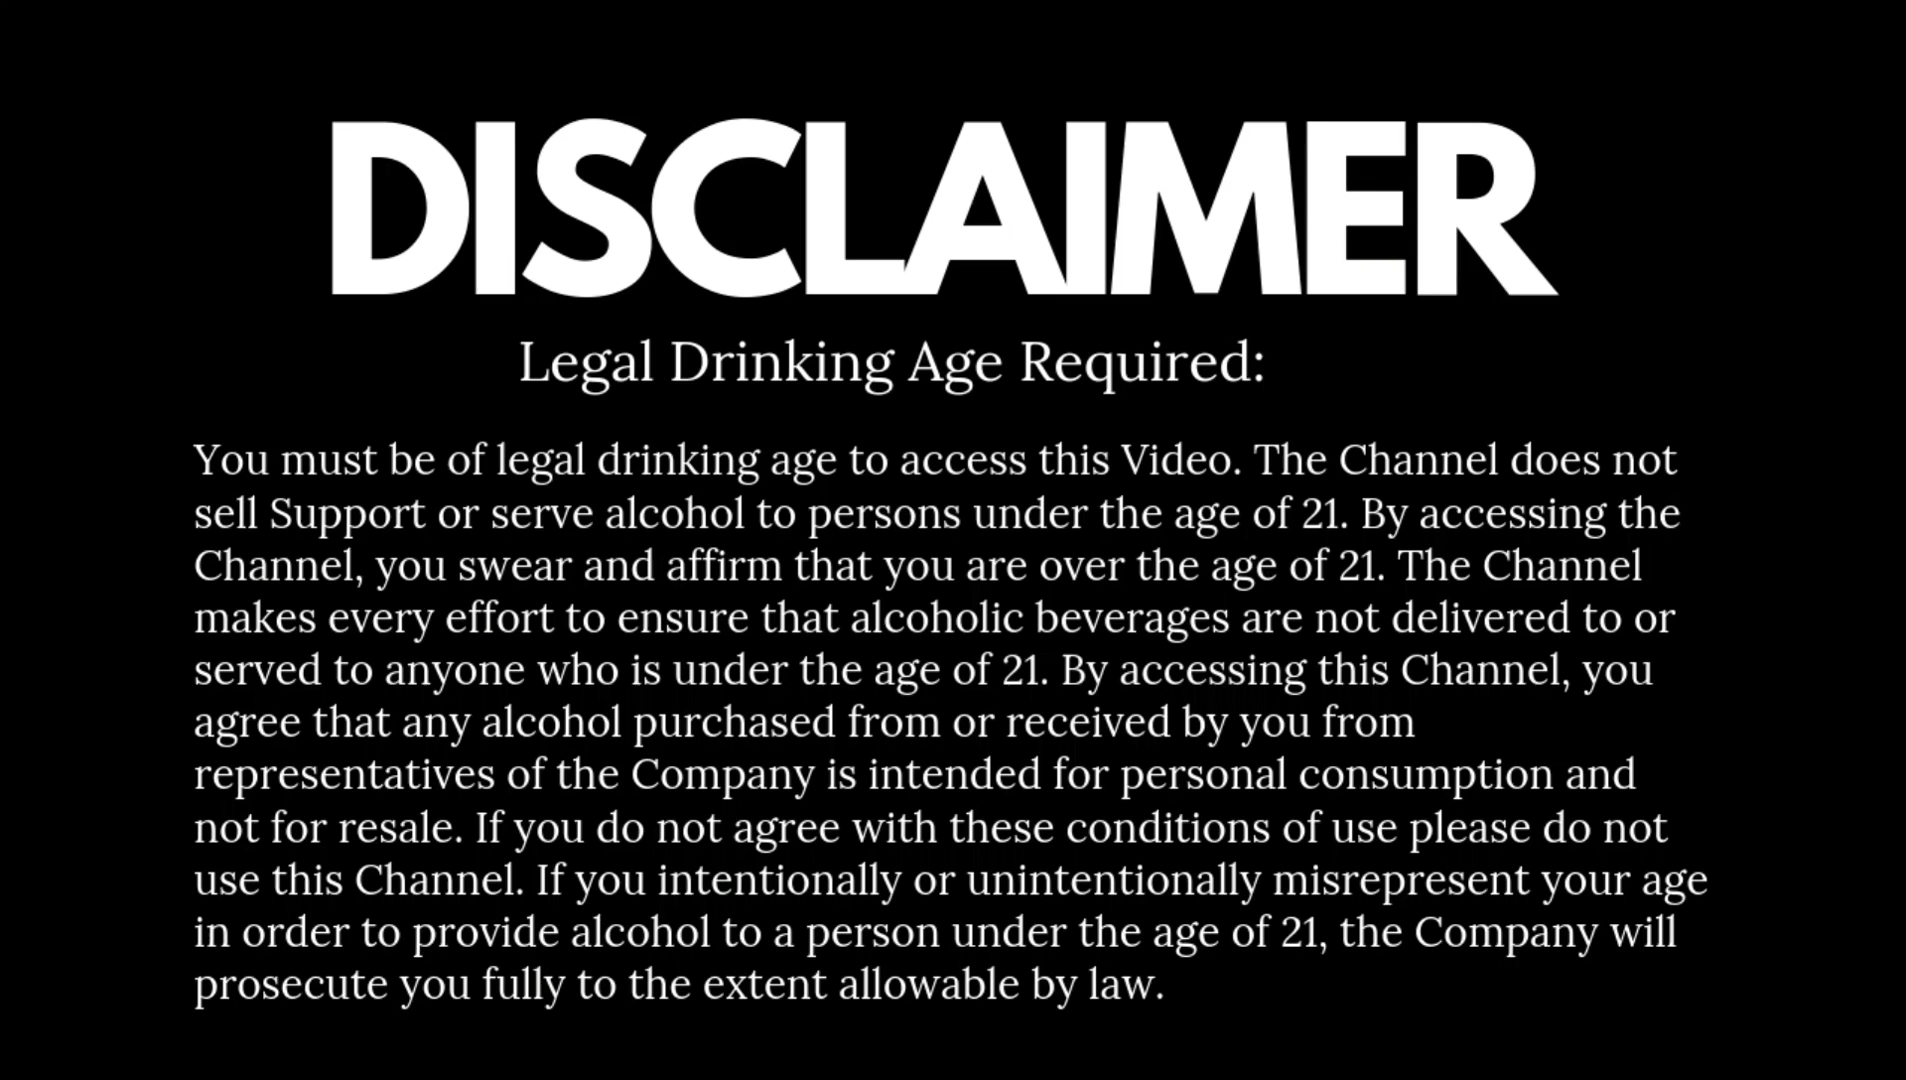 DISCLAIMER
Legal Drinking Age Required:
You must be of legal drinking age to access this Video. The Channel does not
sell Support or serve alcohol to persons under the age of 21. By accessing the
Channel, you swear and affirm that you are over the age of 21. The Channel
makes every effort to ensure that alcoholic beverages are not delivered to or
served to anyone who is under the age of 21. By accessing this Channel, you
agree that any alcohol purchased from or received by you from
representatives of the Company is intended for personal consumption and
not for resale. If you do not agree with these conditions of use please do not
use this Channel. If you intentionally or unintentionally misrepresent your age
in order to provide alcohol to a person under the age of 21, the Company will
prosecute you fully to the extent allowable by law.